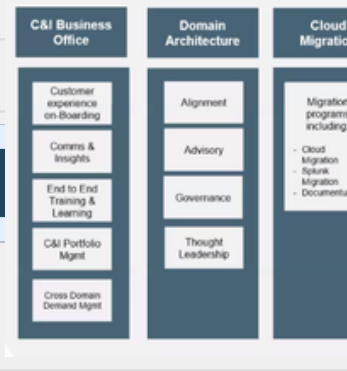 C&I Business
Office
Customer
experience
on-Boarding
Comms &
Insights
End to End
Training &
Learning
C&I Portfolio
Mgmt
Cross Domain
Demand Mgmt
Domain
Architecture
Alignment
Advisory
Governance
Thought
Leadership
Cloud
Migratio
Migration
programs
including
- Cloud
Migration
- Splunk
Migration
- Documentu